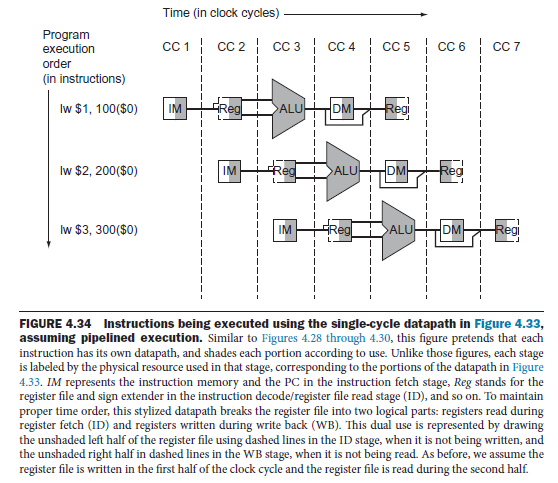 Time (in clock cycles)
Program
execution
order
(in instructions)
CC 1 CC 2 CC 3 CC 4 CC 5 CC 6 CC 7
lw $1, 100($0) IM Reg ALU DM Reg
lw $2, 200($0) IM Reg ALU DM Reg
lw $3, 300($0) IM Reg ALU DM Reg
FIGURE 4.34 Instructions being executed using the single-cycle datapath in Figure 4.33,
assuming pipelined execution. Similar to Figures 4.28 through 4.30, this figure pretends that each
instruction has its own datapath, and shades each portion according to use. Unlike those figures, each stage
is labeled by the physical resource used in that stage, corresponding to the portions of the datapath in Figure
4.33. IM represents the instruction memory and the PC in the instruction fetch stage, Reg stands for the
register file and sign extender in the instruction decode/register file read stage (ID), and so on. To maintain
proper time order, this stylized datapath breaks the register file into two logical parts: registers read during
register fetch (ID) and registers written during write back (WB). This dual use is represented by drawing
the unshaded left half of the register file using dashed lines in the ID stage, when it is not being written, and
the unshaded right half in dashed lines in the WB stage, when it is not being read. As before, we assume the
register file is written in the first half of the clock cycle and the register file is read during the second half.